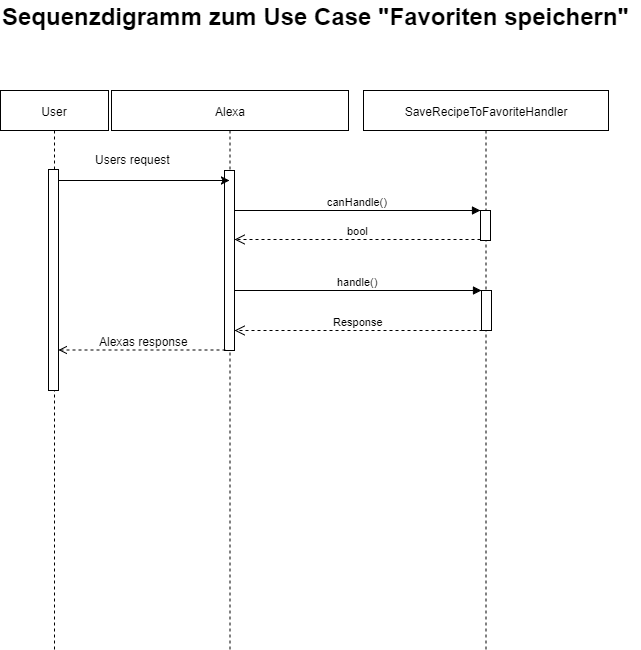 Sequenzdigramm zum Use Case "Favoriten speichern"
User
Alexa
SaveRecipeToFavoriteHandler
Users request
canHandle()
bool
handle()
Response
Alexas response